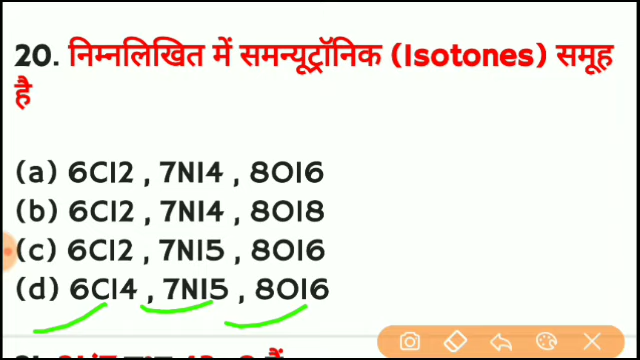 20. निम्नलिखित में समन्यूट्रॉनिक (Isotones) समूह
है
(a) 6C12 , 7N14 , 8O16
(b) 6C12 , 7N14 , 8O18
(c) 6C12 , 7N15 , 8O16
(d) 6C14 , 7N15 , 8O16